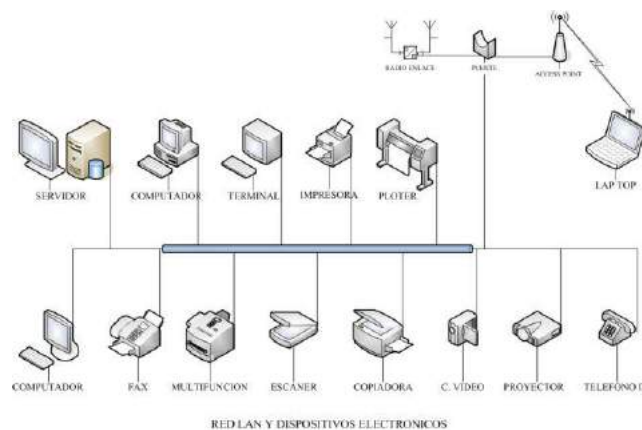 RADIO ENLACE
PUENTE
ACCESS POINT
LAP TOP
SERVIDOR
COMPUTADOR
TERMINAL
IMPRESORA
PLOTER
COMPUTADOR
FAX
MULTIFUNCION
ESCANER
COPIADORA
C. VIDEO
PROYECTOR
TELEFONO
RED LAN Y DISPOSITIVOS ELECTRONICOS